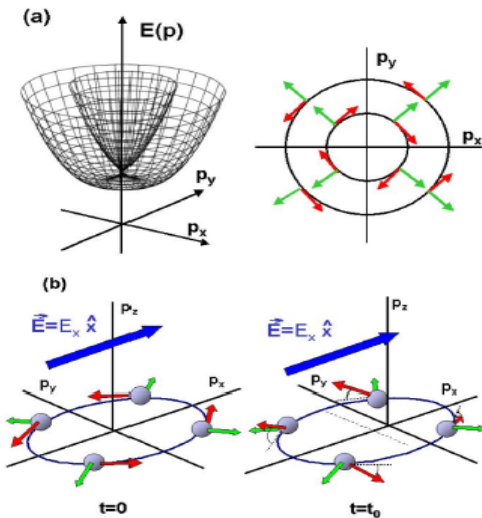 (a)
E(p)
p_y
p_x
p_y
p_x
(b)
p_z
E⃗=E_x x̂
p_y
p_x
t=0
p_z
E⃗=E_x x̂
p_y
p_x
t=t_0